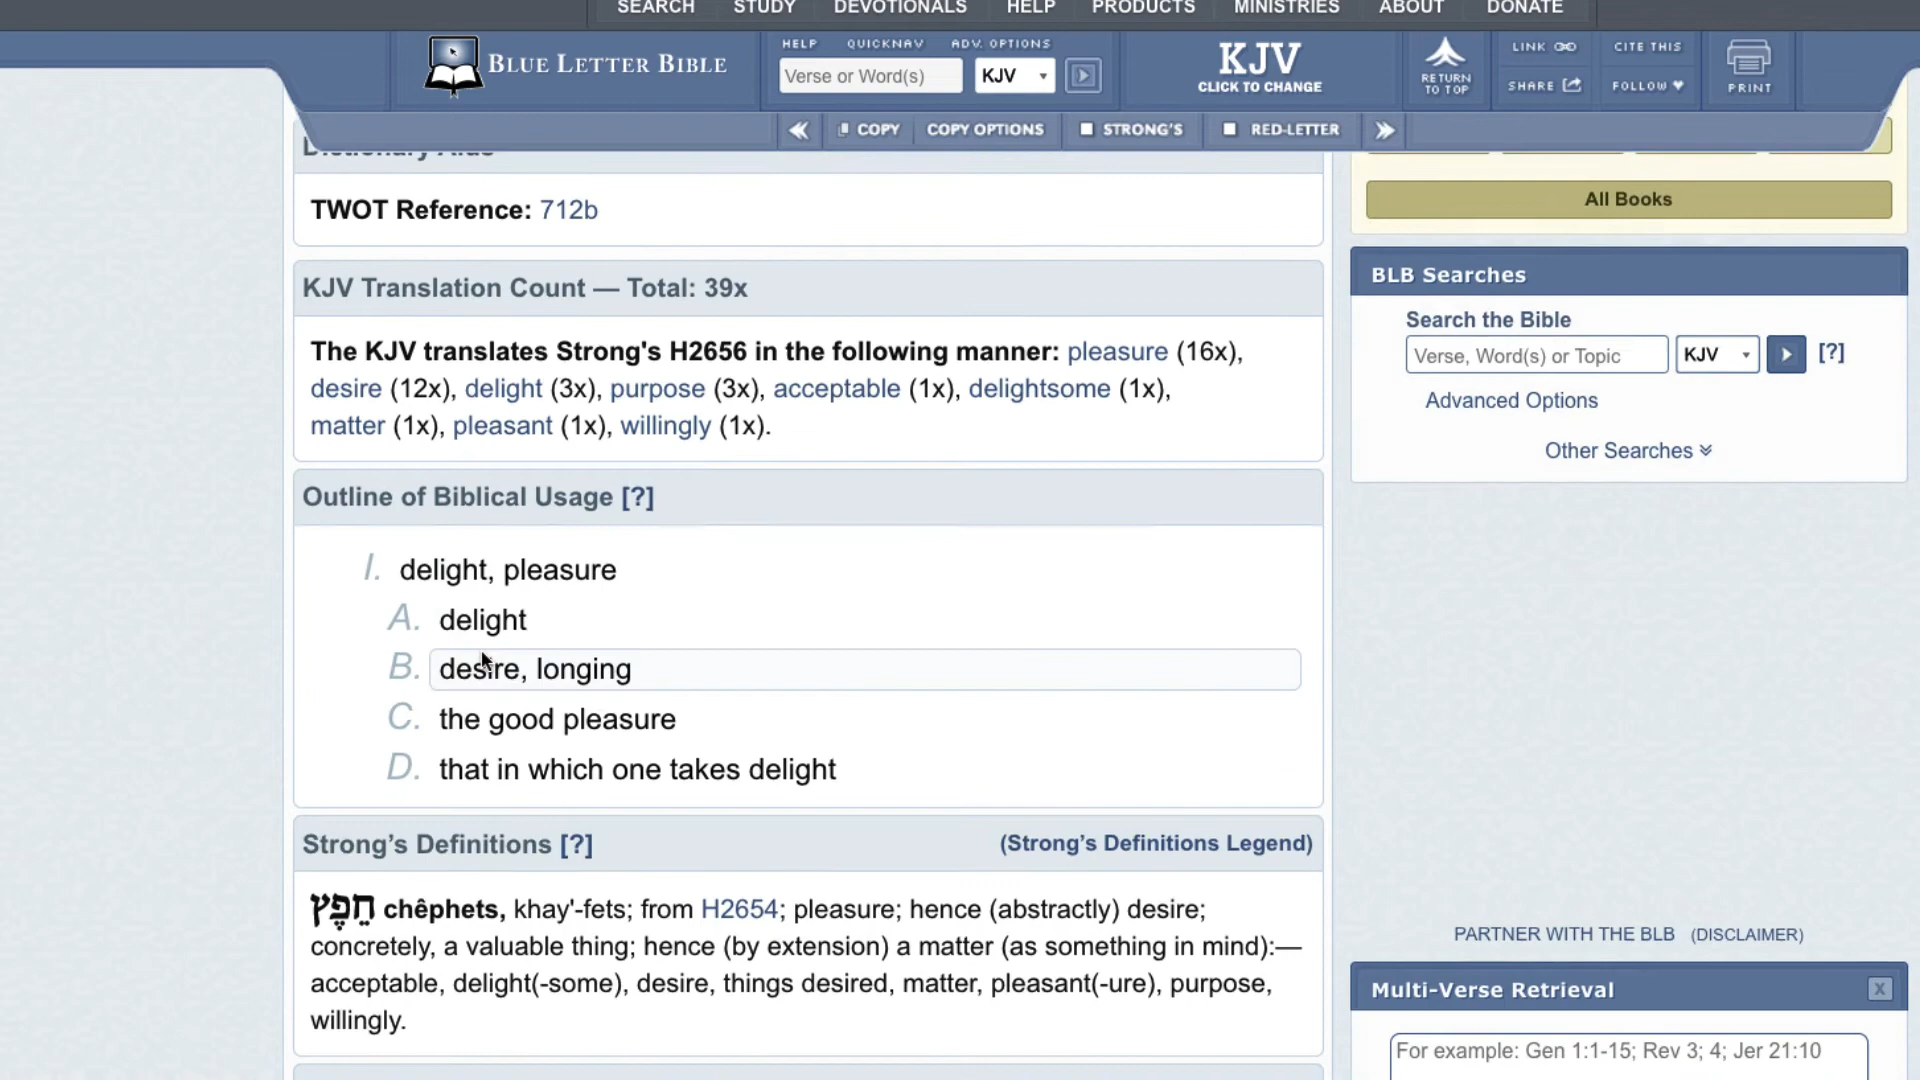 SEARCH STUDY DEVOTIONALS HELP PRODUCTS MINISTRIES ABOUT DONATE
BLUE LETTER BIBLE
HELP QUICKNAV ADV. OPTIONS
Verse or Word(s) KJV
KJV
CLICK TO CHANGE
RETURN
TO TOP
LINK
SHARE
CITE THIS
FOLLOW
PRINT
COPY COPY OPTIONS STRONG'S RED-LETTER
Dictionary Aids
TWOT Reference: 712b
KJV Translation Count — Total: 39x
The KJV translates Strong's H2656 in the following manner: pleasure (16x),
desire (12x), delight (3x), purpose (3x), acceptable (1x), delightsome (1x),
matter (1x), pleasant (1x), willingly (1x).
Outline of Biblical Usage [?]
I. delight, pleasure
A. delight
B. desire, longing
C. the good pleasure
D. that in which one takes delight
Strong’s Definitions [?] (Strong’s Definitions Legend)
חֵפֶץ chêphets, khay'-fets; from H2654; pleasure; hence (abstractly) desire;
concretely, a valuable thing; hence (by extension) a matter (as something in mind):—
acceptable, delight(-some), desire, things desired, matter, pleasant(-ure), purpose,
willingly.
All Books
BLB Searches
Search the Bible
Verse, Word(s) or Topic KJV [?]
Advanced Options
Other Searches
PARTNER WITH THE BLB (DISCLAIMER)
Multi-Verse Retrieval X
For example: Gen 1:1-15; Rev 3; 4; Jer 21:10